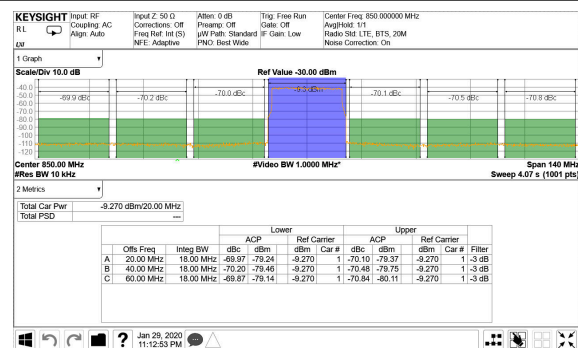 KEYSIGHT Input: RF Input Z: 50 Ω Atten: 0 dB Trig: Free Run Center Freq: 850.000000 MHz
RL Coupling: AC Corrections: Off Preamp: Off Gate: Off Avg|Hold: 1/1
Align: Auto Freq Ref: Int (S) µW Path: Standard IF Gain: Low Radio Std: LTE, BTS, 20M
LXI NFE: Adaptive PNO: Best Wide Noise Correction: On
1 Graph
Scale/Div 10.0 dB Ref Value -30.00 dBm
-40.0
-50.0
-60.0
-70.0
-80.0
-90.0
-100
-110
-120
-69.9 dBc -70.2 dBc -70.0 dBc -70.1 dBc -70.5 dBc -70.8 dBc
Center 850.00 MHz #Video BW 1.0000 MHz* Span 140 MHz
#Res BW 10 kHz Sweep 4.07 s (1001 pts)
2 Metrics
Total Car Pwr -9.270 dBm/20.00 MHz
Total PSD ---
Lower Upper
ACP Ref Carrier ACP Ref Carrier
Offs Freq Integ BW dBc dBm dBm Car # dBc dBm dBm Car # Filter
A 20.00 MHz 18.00 MHz -69.97 -79.24 -9.270 1 -70.10 -79.37 -9.270 1 -3 dB
B 40.00 MHz 18.00 MHz -70.20 -79.46 -9.270 1 -70.48 -79.75 -9.270 1 -3 dB
C 60.00 MHz 18.00 MHz -69.87 -79.14 -9.270 1 -70.84 -80.11 -9.270 1 -3 dB
?
Jan 29, 2020
11:12:53 PM